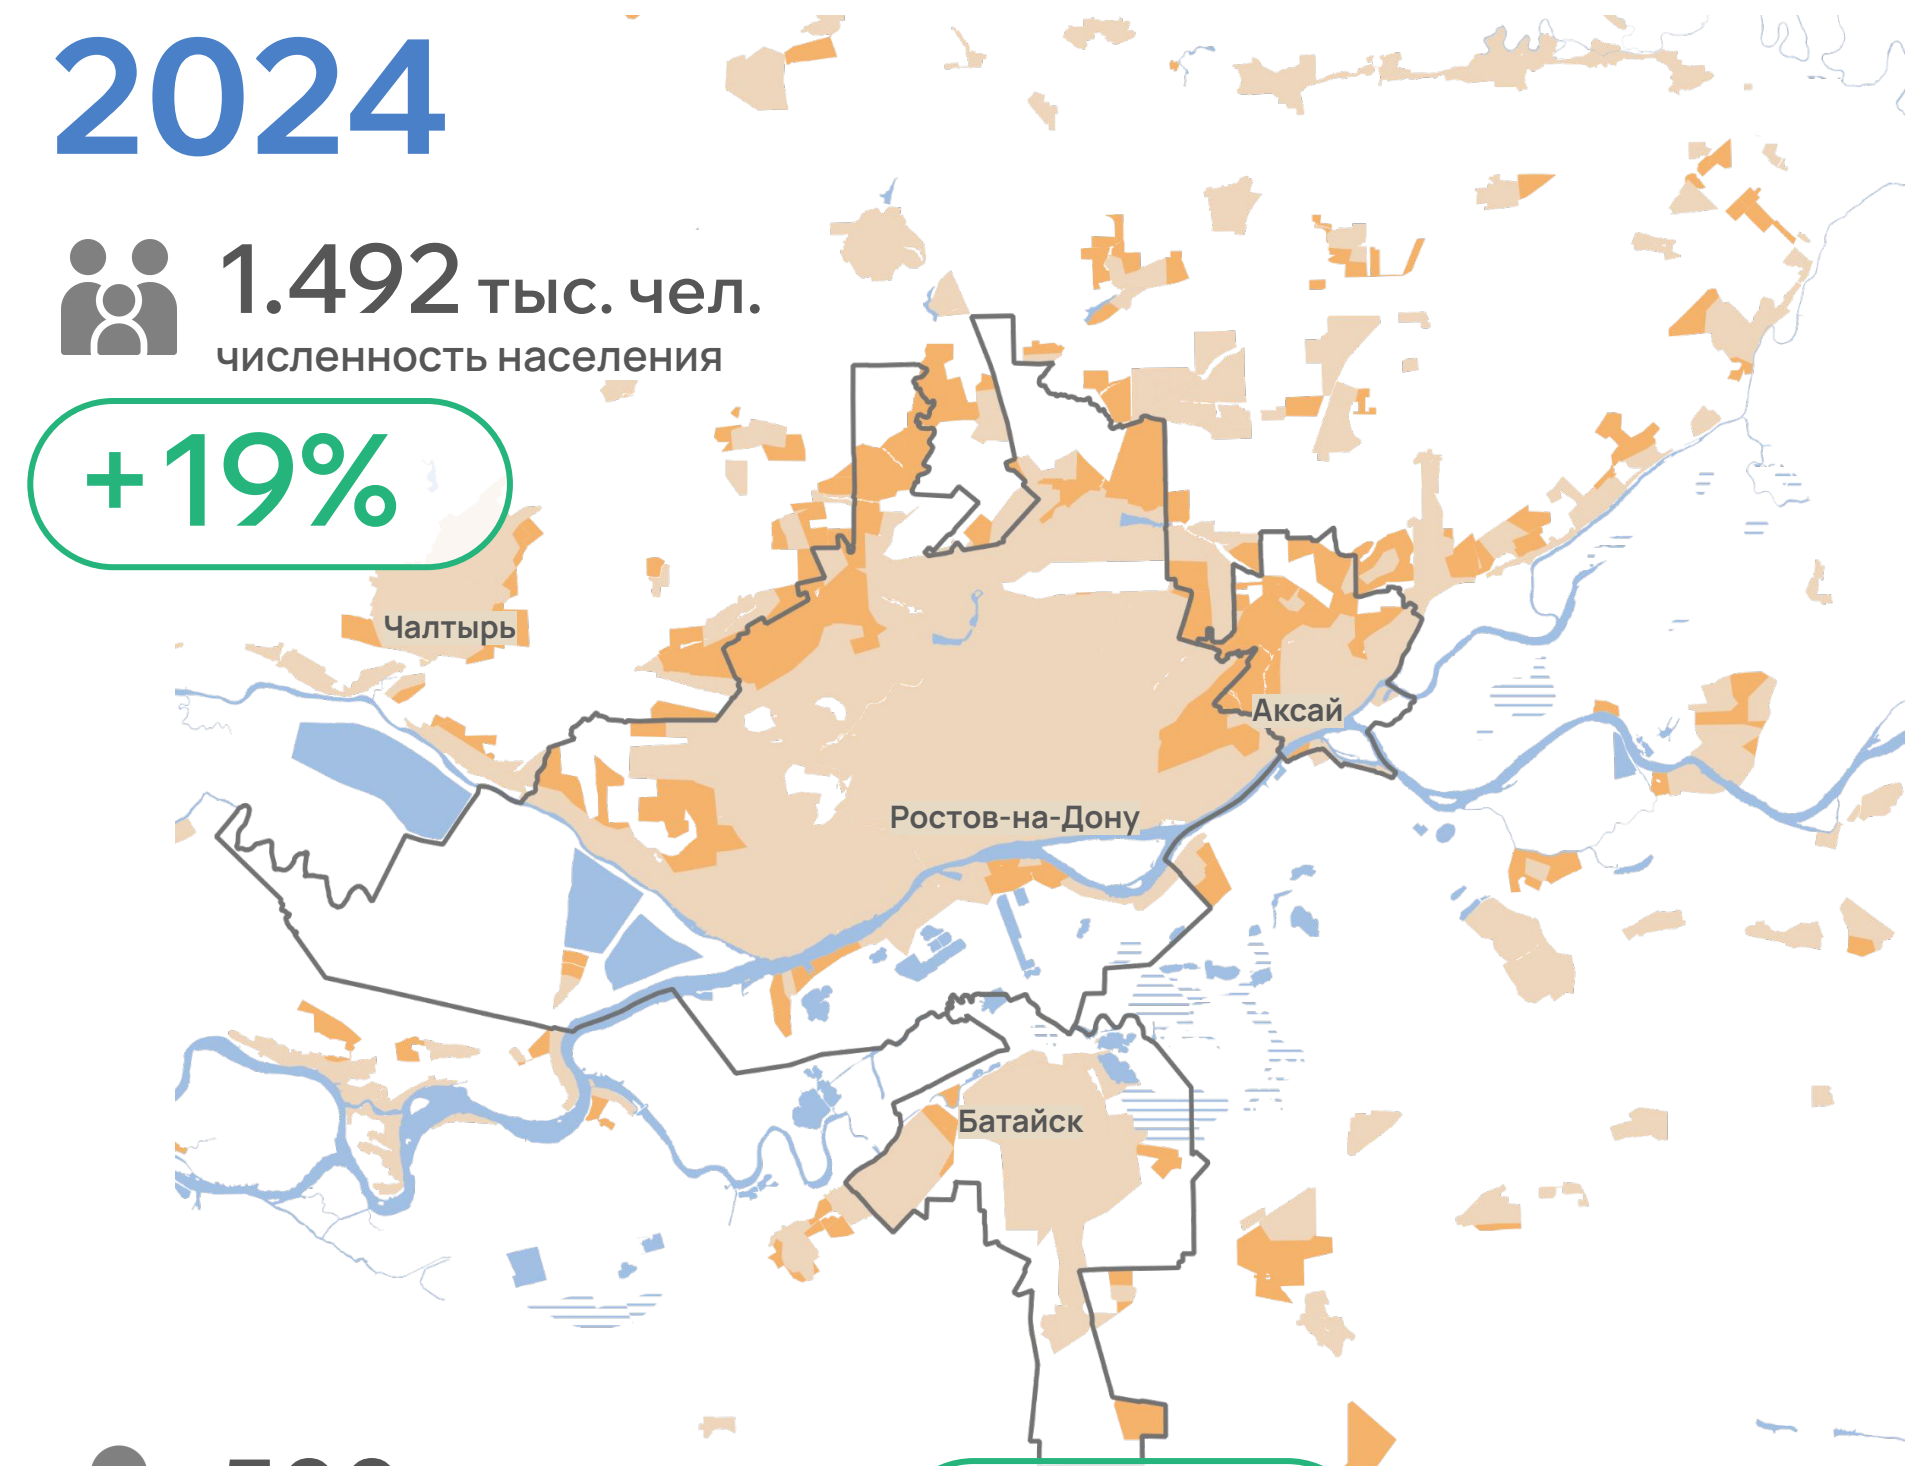 2024
1.492 тыс. чел.
численность населения
+19%
Чалтырь
Аксай
Ростов-на-Дону
Батайск